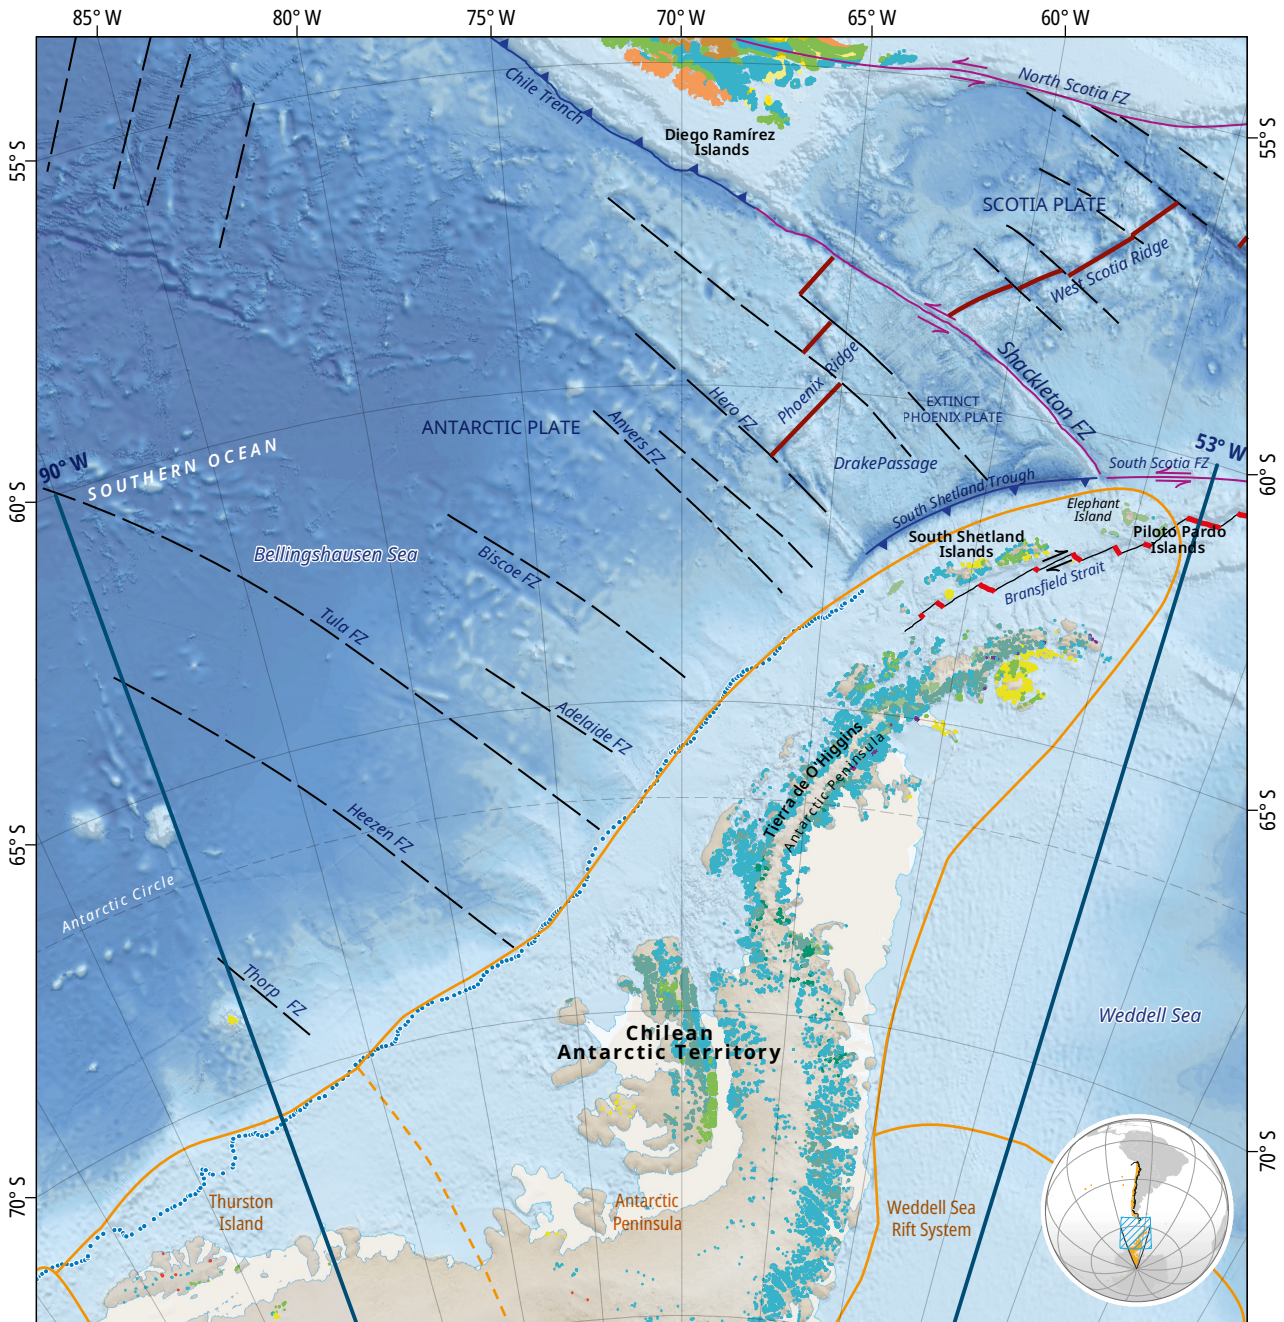 85° W
80° W
75° W
70° W
65° W
60° W
Chile Trench
North Scotia FZ
Diego Ramírez
Islands
55° S
55° S
SCOTIA PLATE
West Scotia Ridge
Shackleton FZ
Phoenix Ridge
Hero FZ
EXTINCT
PHOENIX PLATE
ANTARCTIC PLATE
Anvers FZ
DrakePassage
53° W
South Scotia FZ
90° W
SOUTHERN OCEAN
60° S
60° S
South Shetland Trough
Elephant
Island
South Shetland
Islands
Piloto Pardo
Islands
Bransfield Strait
Bellingshausen Sea
Biscoe FZ
Tula FZ
Adelaide FZ
Tierra de O'Higgins
Antarctic Peninsula
Heezen FZ
65° S
65° S
Antarctic Circle
Thorp FZ
Weddell Sea
Chilean
Antarctic Territory
70° S
70° S
Thurston
Island
Antarctic
Peninsula
Weddell Sea
Rift System